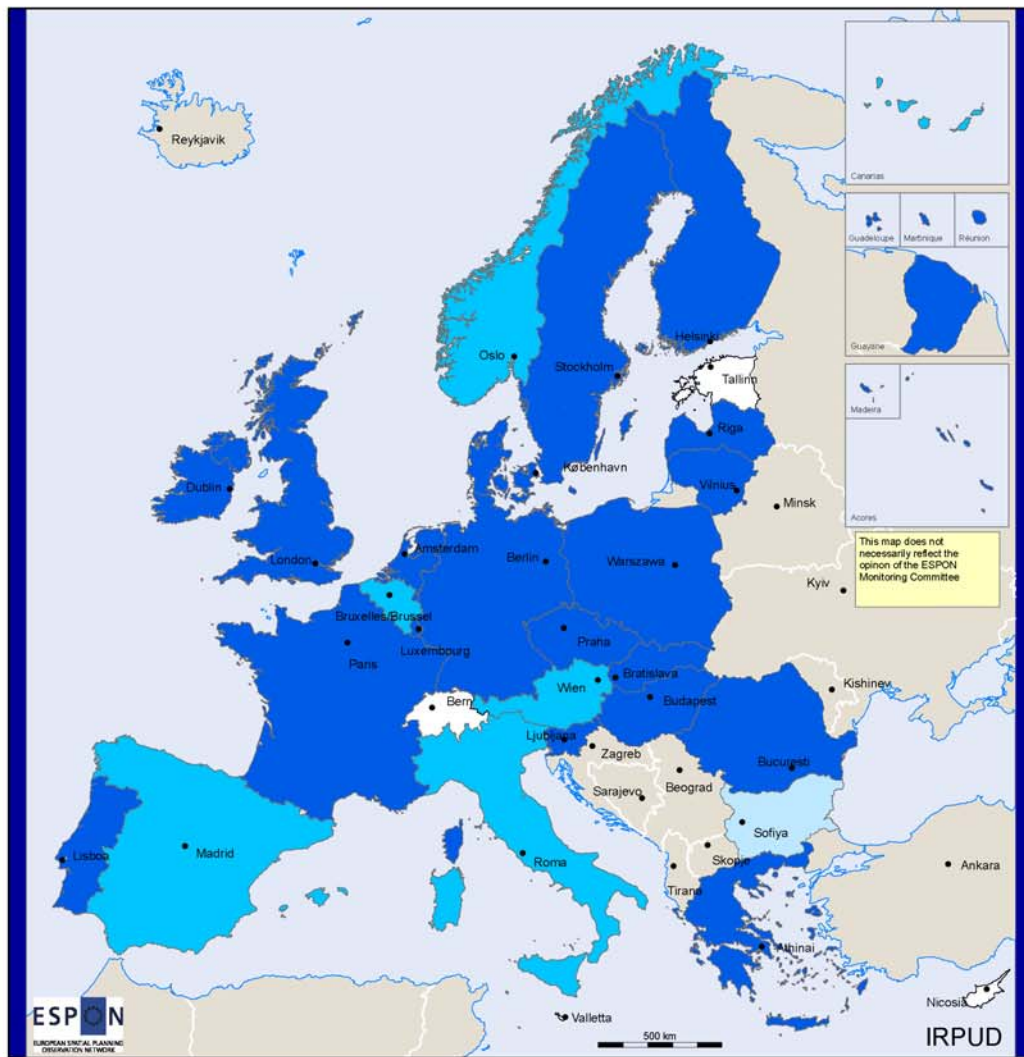 Reykjavik
Canarias
Guadeloupe
Martinique
Réunion
Guayane
Madeira
Acores
This map does not
necessarily reflect the
opinon of the ESPON
Monitoring Committee
Oslo
Helsinki
Stockholm
Tallinn
Riga
København
Vilnius
Minsk
Dublin
London
Amsterdam
Berlin
Warszawa
Kyiv
Bruxelles/Brussel
Luxembourg
Paris
Praha
Wien
Bratislava
Budapest
Kishinev
Bern
Ljubljana
Zagreb
Bucuresti
Beograd
Sarajevo
Sofiya
Lisboa
Madrid
Roma
Skopje
Tirane
Ankara
Athinai
Nicosia
Valletta
500 km
ESPON
EUROPEAN SPATIAL PLANNING
OBSERVATION NETWORK
IRPUD